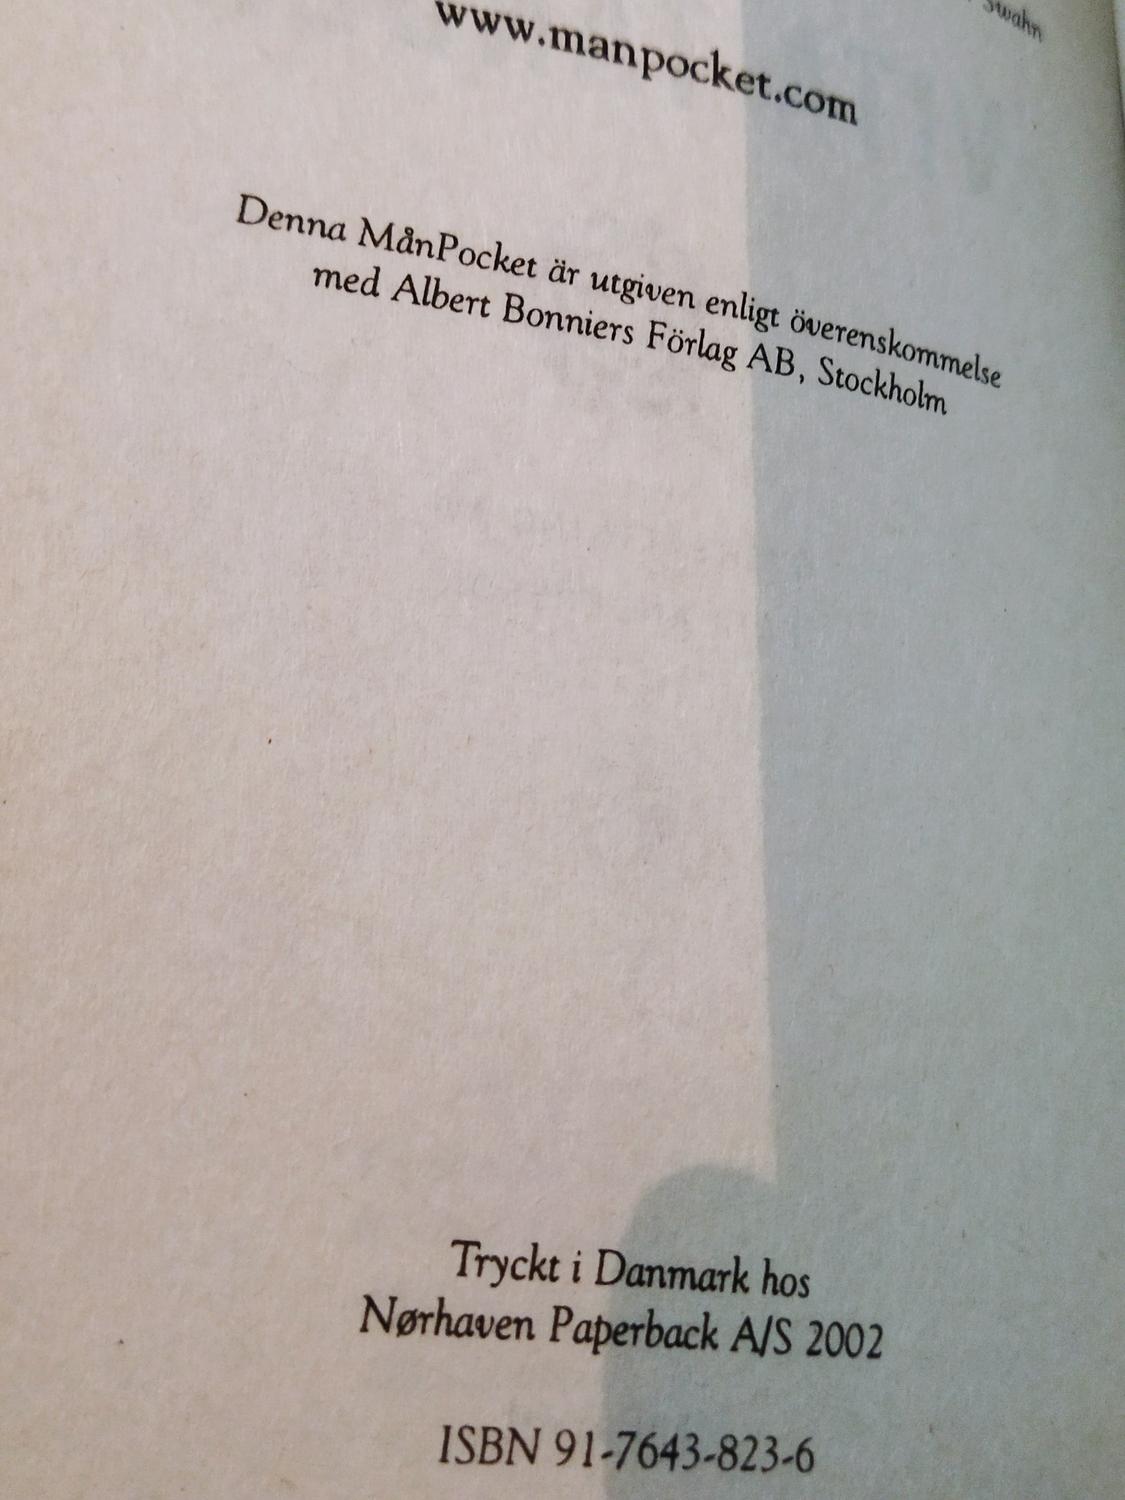 Swahn
www.manpocket.com
Denna MånPocket är utgiven enligt överenskommelse
med Albert Bonniers Förlag AB, Stockholm
Tryckt i Danmark hos
Nørhaven Paperback A/S 2002
ISBN 91-7643-823-6